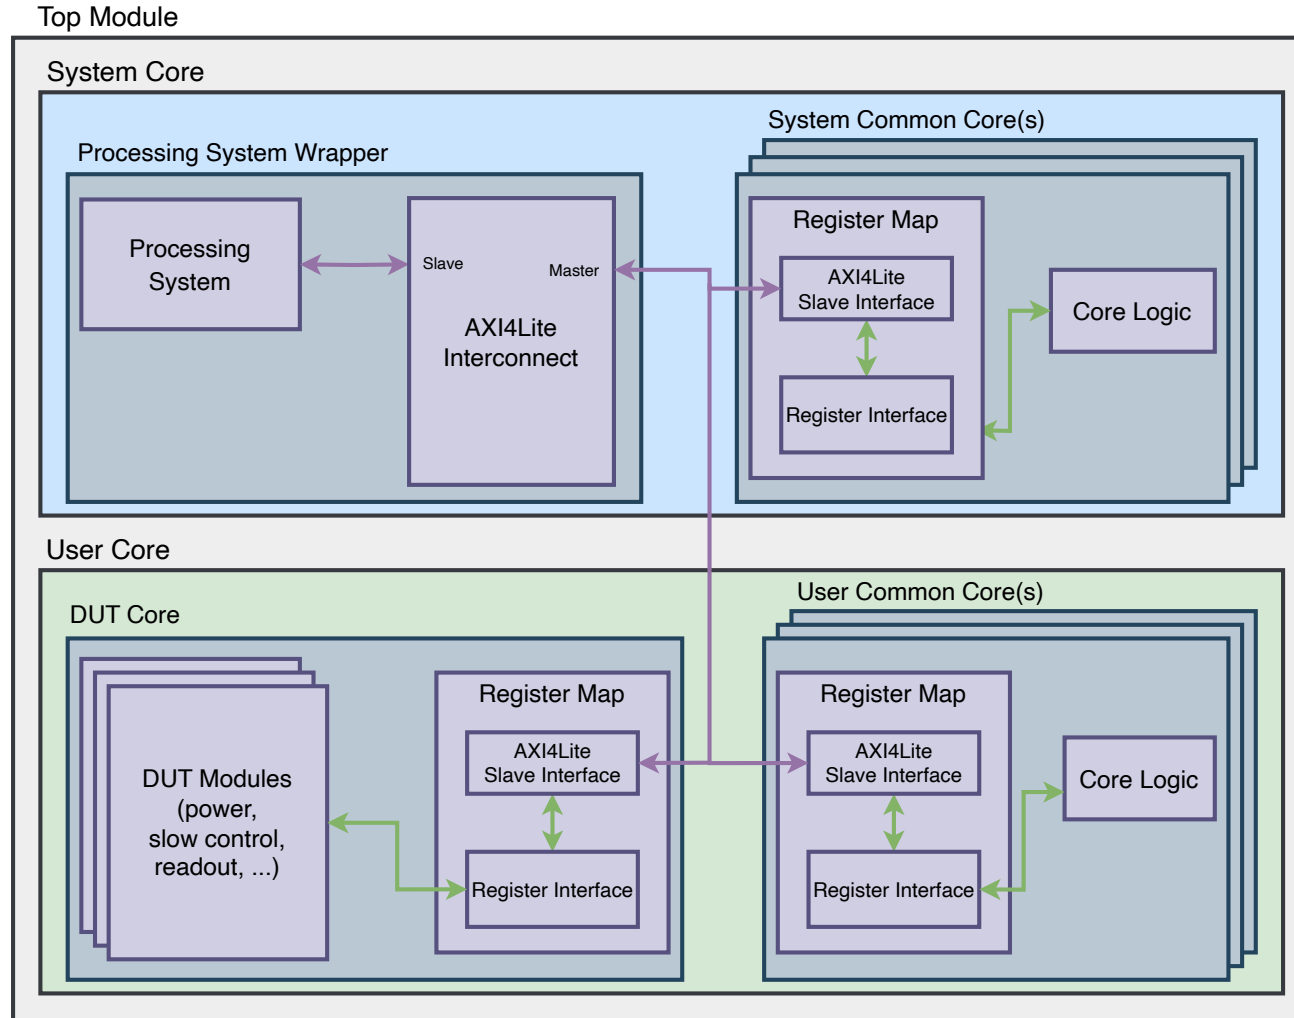 Top Module
System Core
Processing System Wrapper
Processing
System
Slave
Master
AXI4Lite
Interconnect
System Common Core(s)
Register Map
AXI4Lite
Slave Interface
Register Interface
Core Logic
User Core
DUT Core
DUT Modules
(power,
slow control,
readout, ...)
Register Map
AXI4Lite
Slave Interface
Register Interface
User Common Core(s)
Register Map
AXI4Lite
Slave Interface
Register Interface
Core Logic